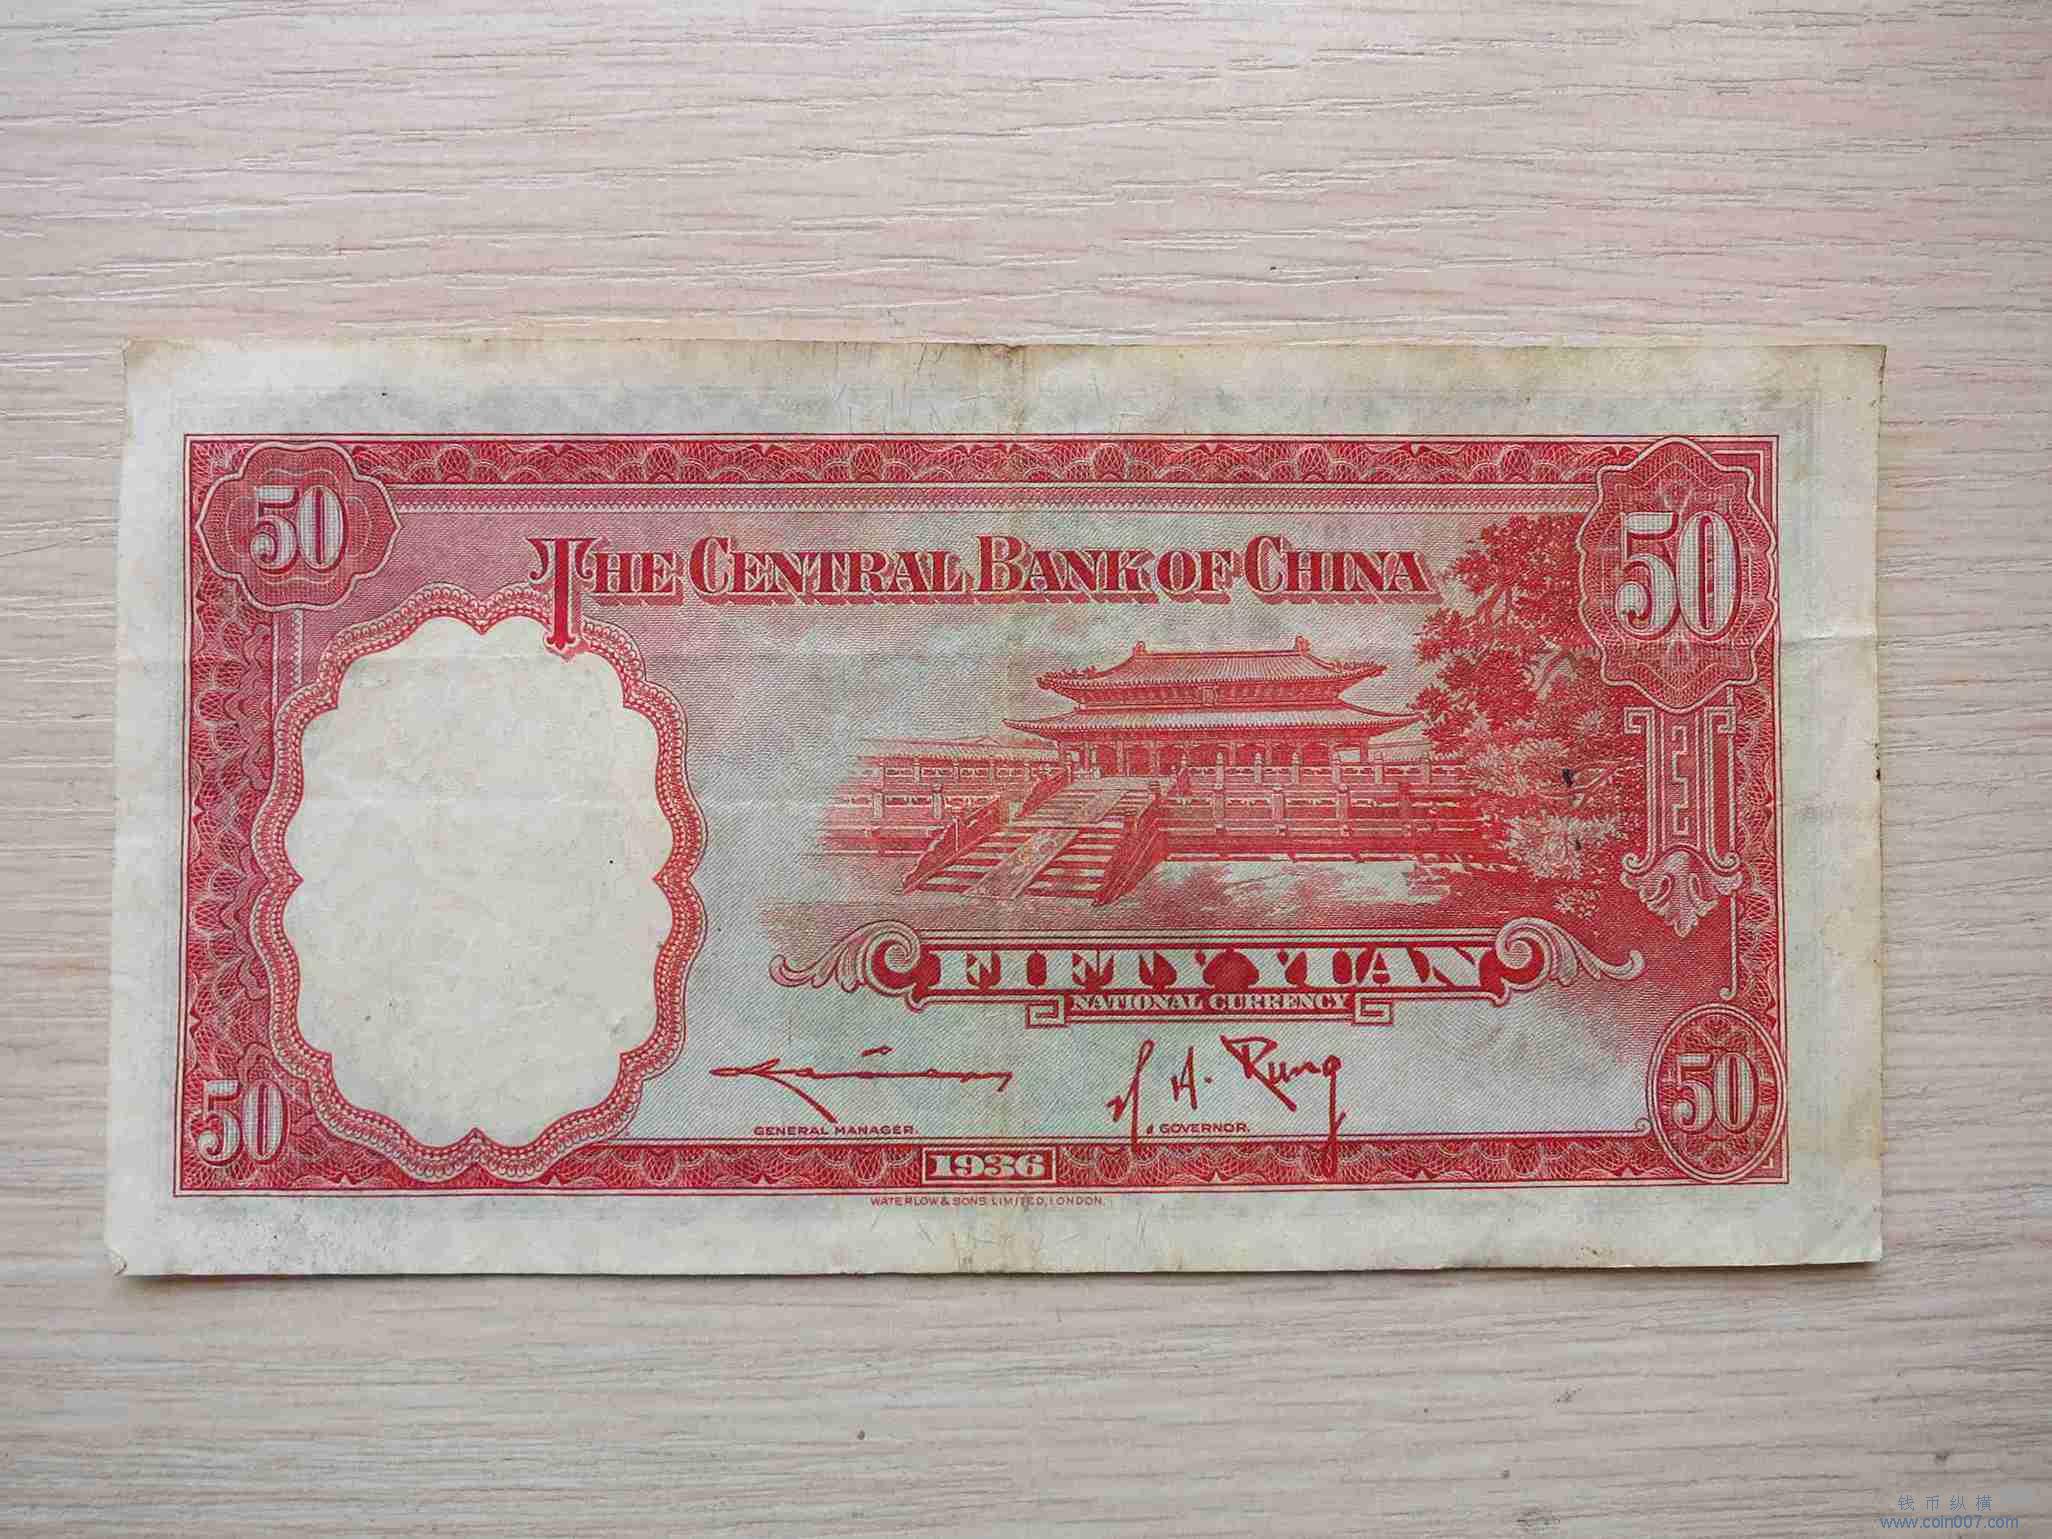 50
50
THE CENTRAL BANK OF CHINA
FIFTY YUAN
NATIONAL CURRENCY
H. H. Kung
GENERAL MANAGER.
GOVERNOR.
50
50
1936
WATERLOW & SONS LIMITED, LONDON.
钱币纵横
www.coin007.com